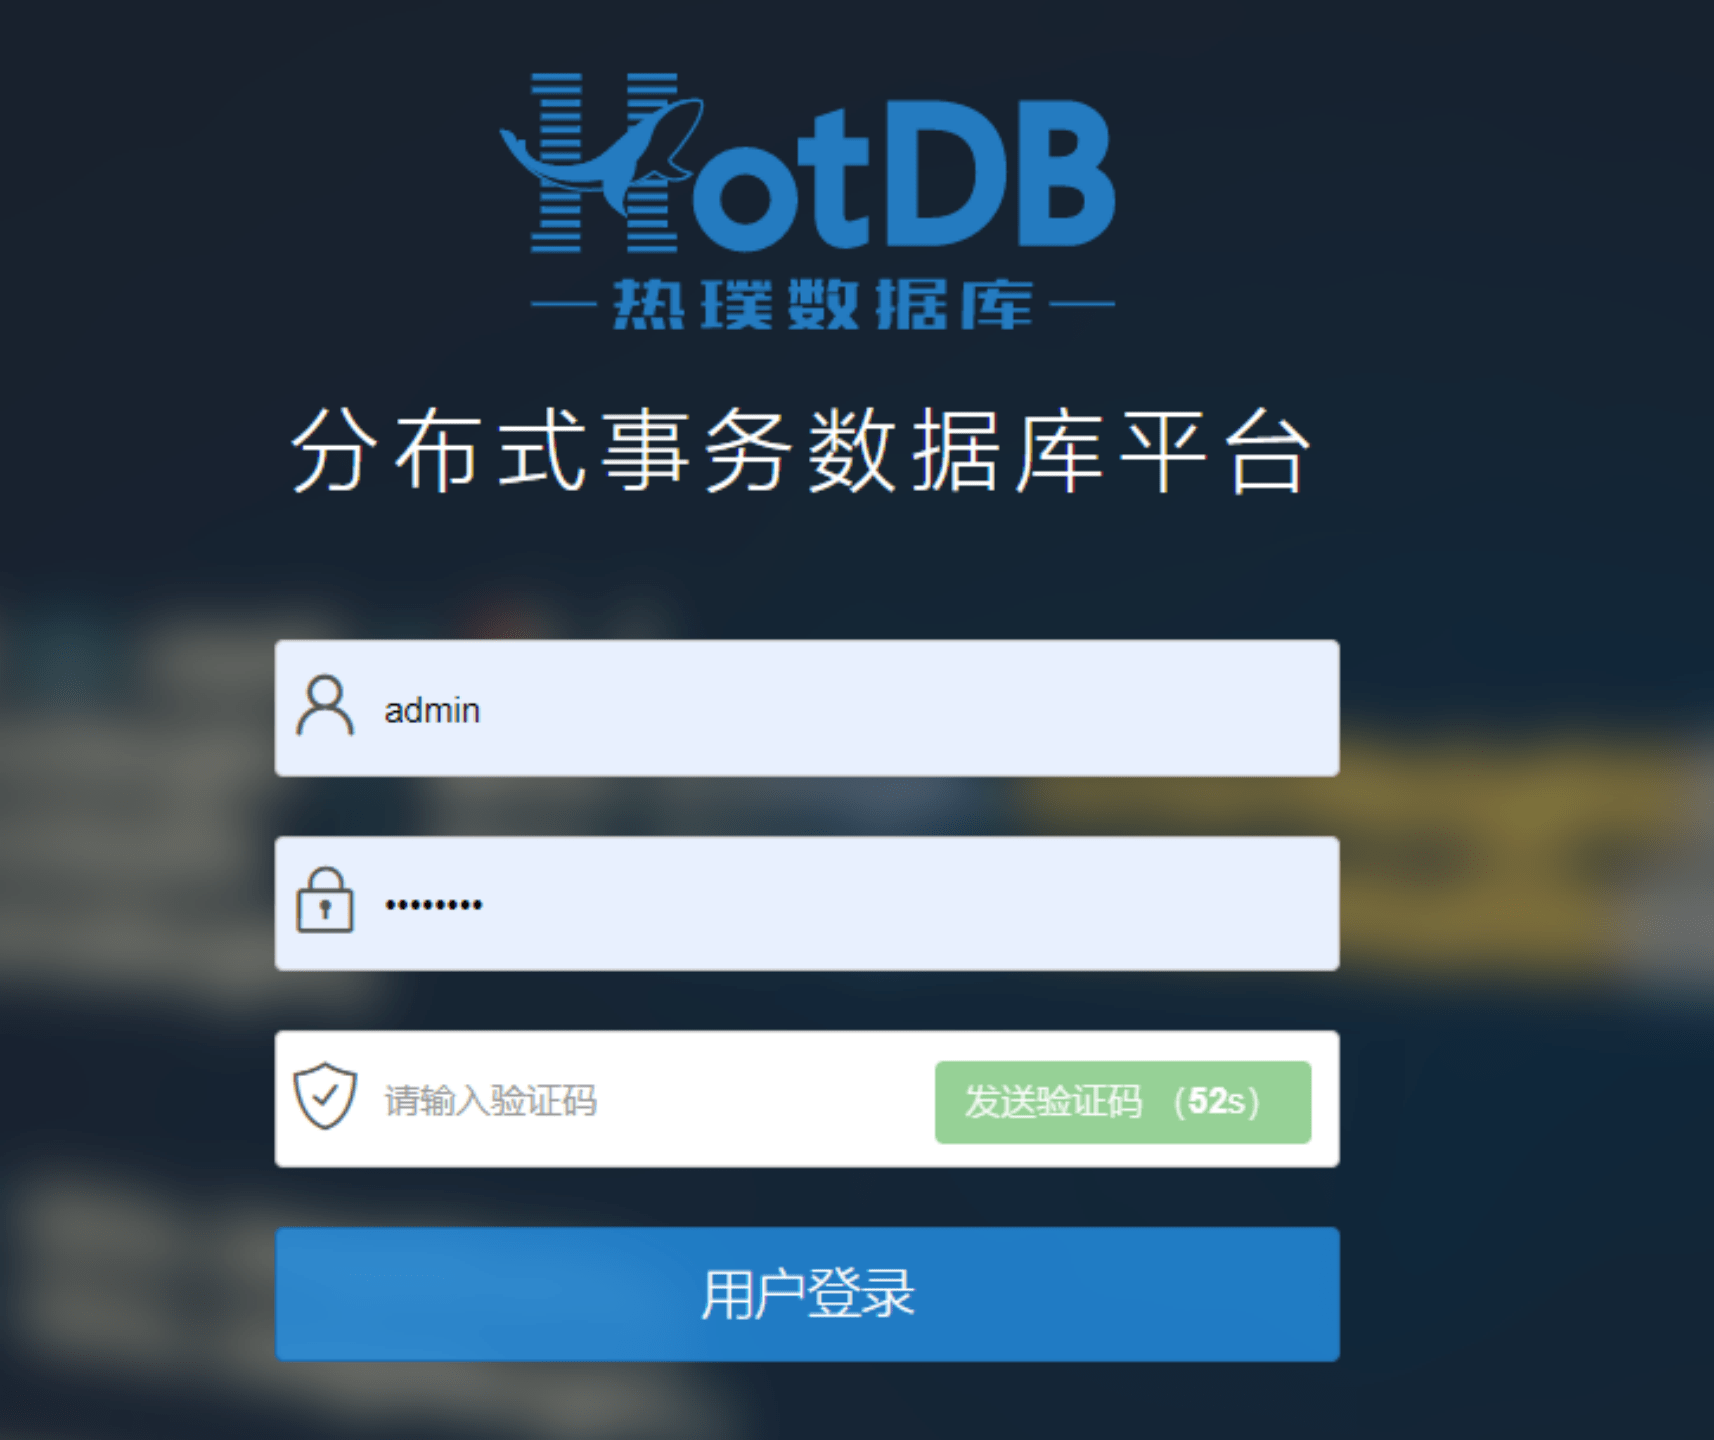 HotDB
热璞数据库
分布式事务数据库平台
admin
••••••••
请输入验证码
发送验证码 （52s）
用户登录